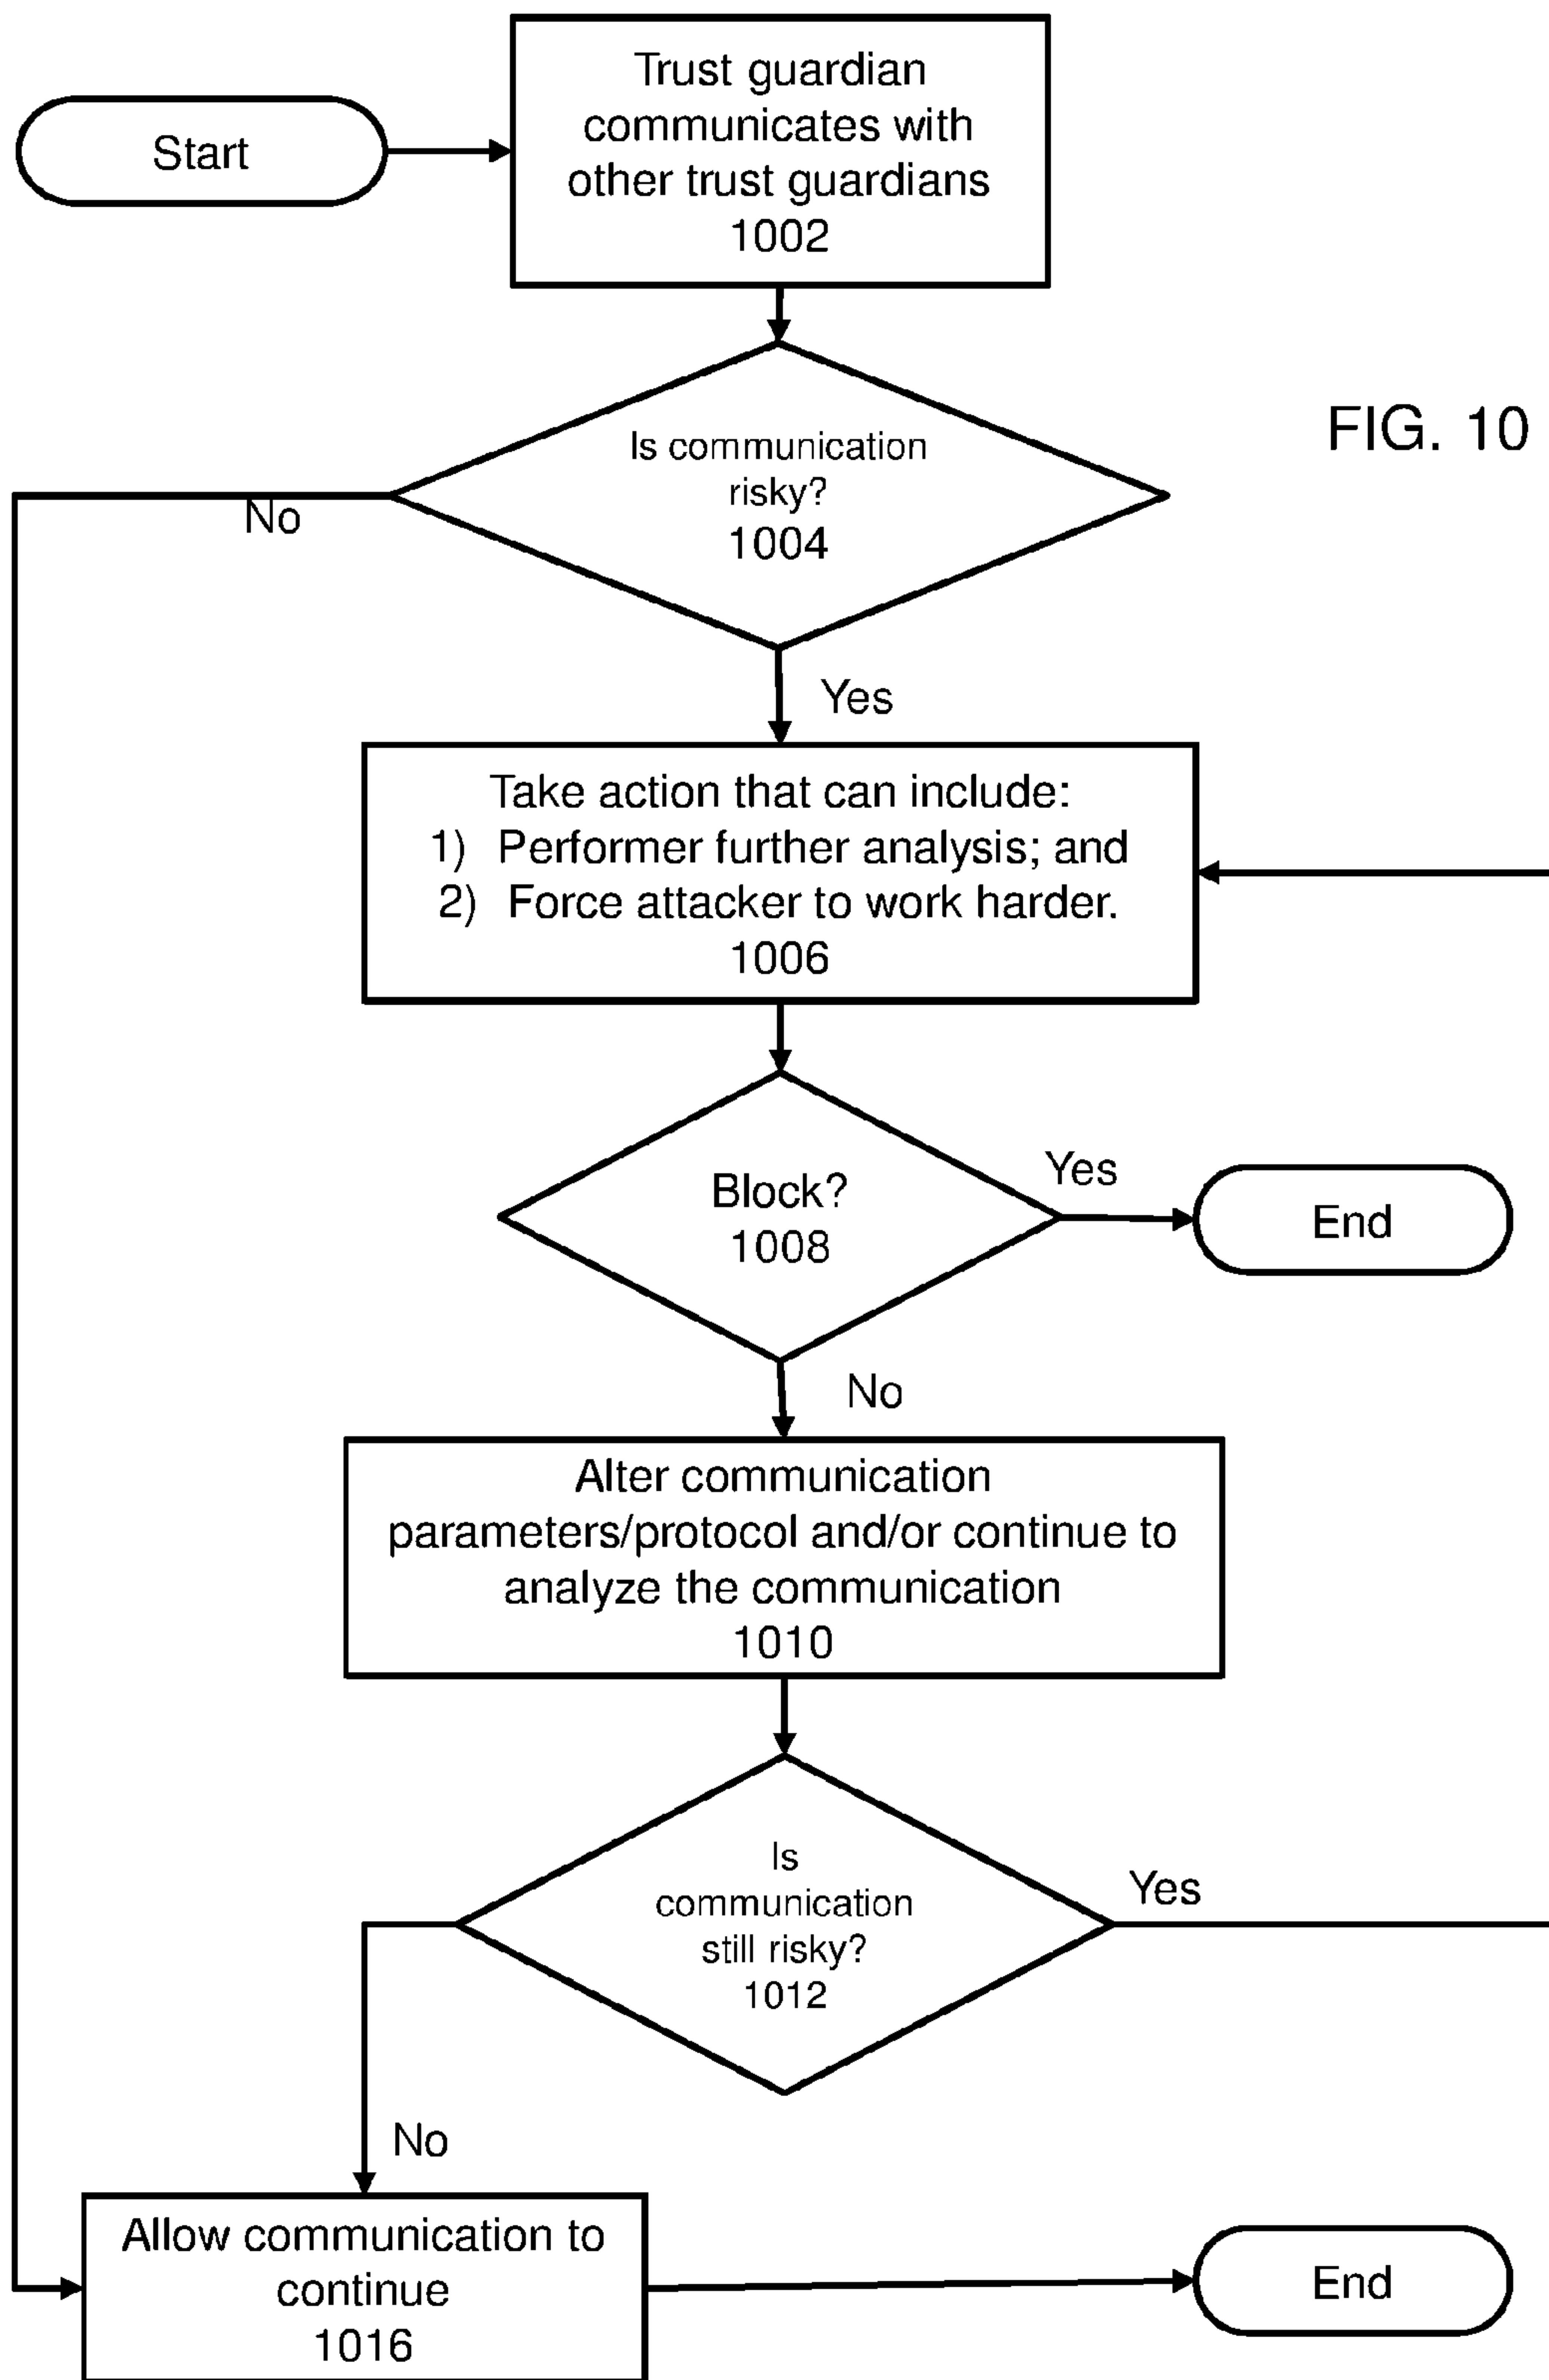 Start
Trust guardian
communicates with
other trust guardians
1002
FIG. 10
Is communication
risky?
1004
No
Yes
Take action that can include:
1) Performer further analysis; and
2) Force attacker to work harder.
1006
Block?
1008
Yes
End
No
Alter communication
parameters/protocol and/or continue to
analyze the communication
1010
Is
communication
still risky?
1012
Yes
No
Allow communication to
continue
1016
End